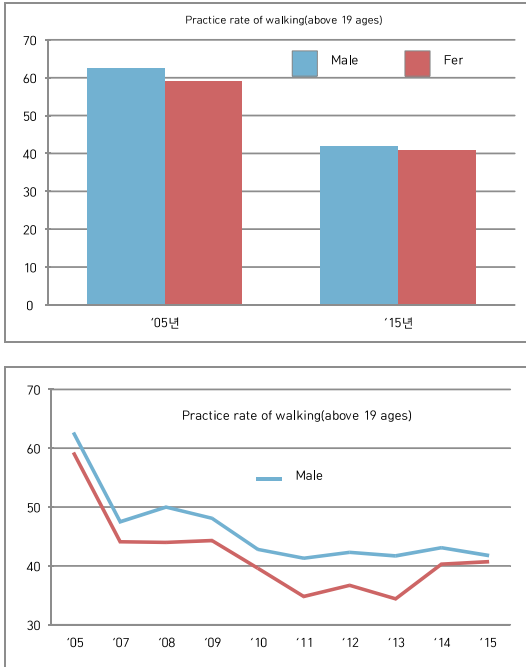 Practice rate of walking(above 19 ages)
70
60
50
40
30
20
10
0
Male
Fer
'05년
'15년
70
60
50
40
30
Practice rate of walking(above 19 ages)
Male
'05 '07 '08 '09 '10 '11 '12 '13 '14 '15